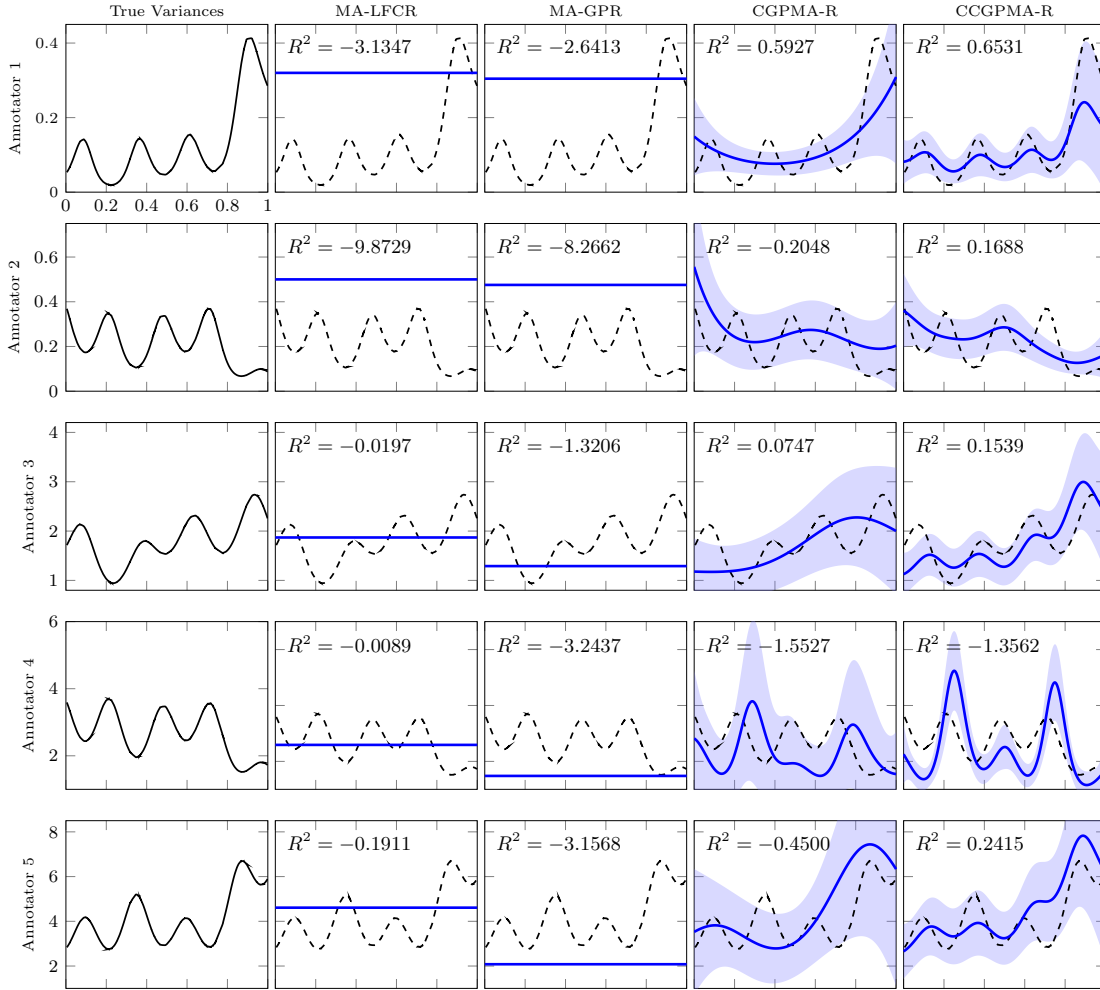 True Variances MA-LFCR MA-GPR CGPMA-R CCGPMA-R
Annotator 1
0.4
0.2
0
R² = −3.1347
R² = −2.6413
R² = 0.5927
R² = 0.6531
0 0.2 0.4 0.6 0.8 1
Annotator 2
0.6
0.4
0.2
0
R² = −9.8729
R² = −8.2662
R² = −0.2048
R² = 0.1688
Annotator 3
4
3
2
1
R² = −0.0197
R² = −1.3206
R² = 0.0747
R² = 0.1539
Annotator 4
6
4
2
R² = −0.0089
R² = −3.2437
R² = −1.5527
R² = −1.3562
Annotator 5
8
6
4
2
R² = −0.1911
R² = −3.1568
R² = −0.4500
R² = 0.2415